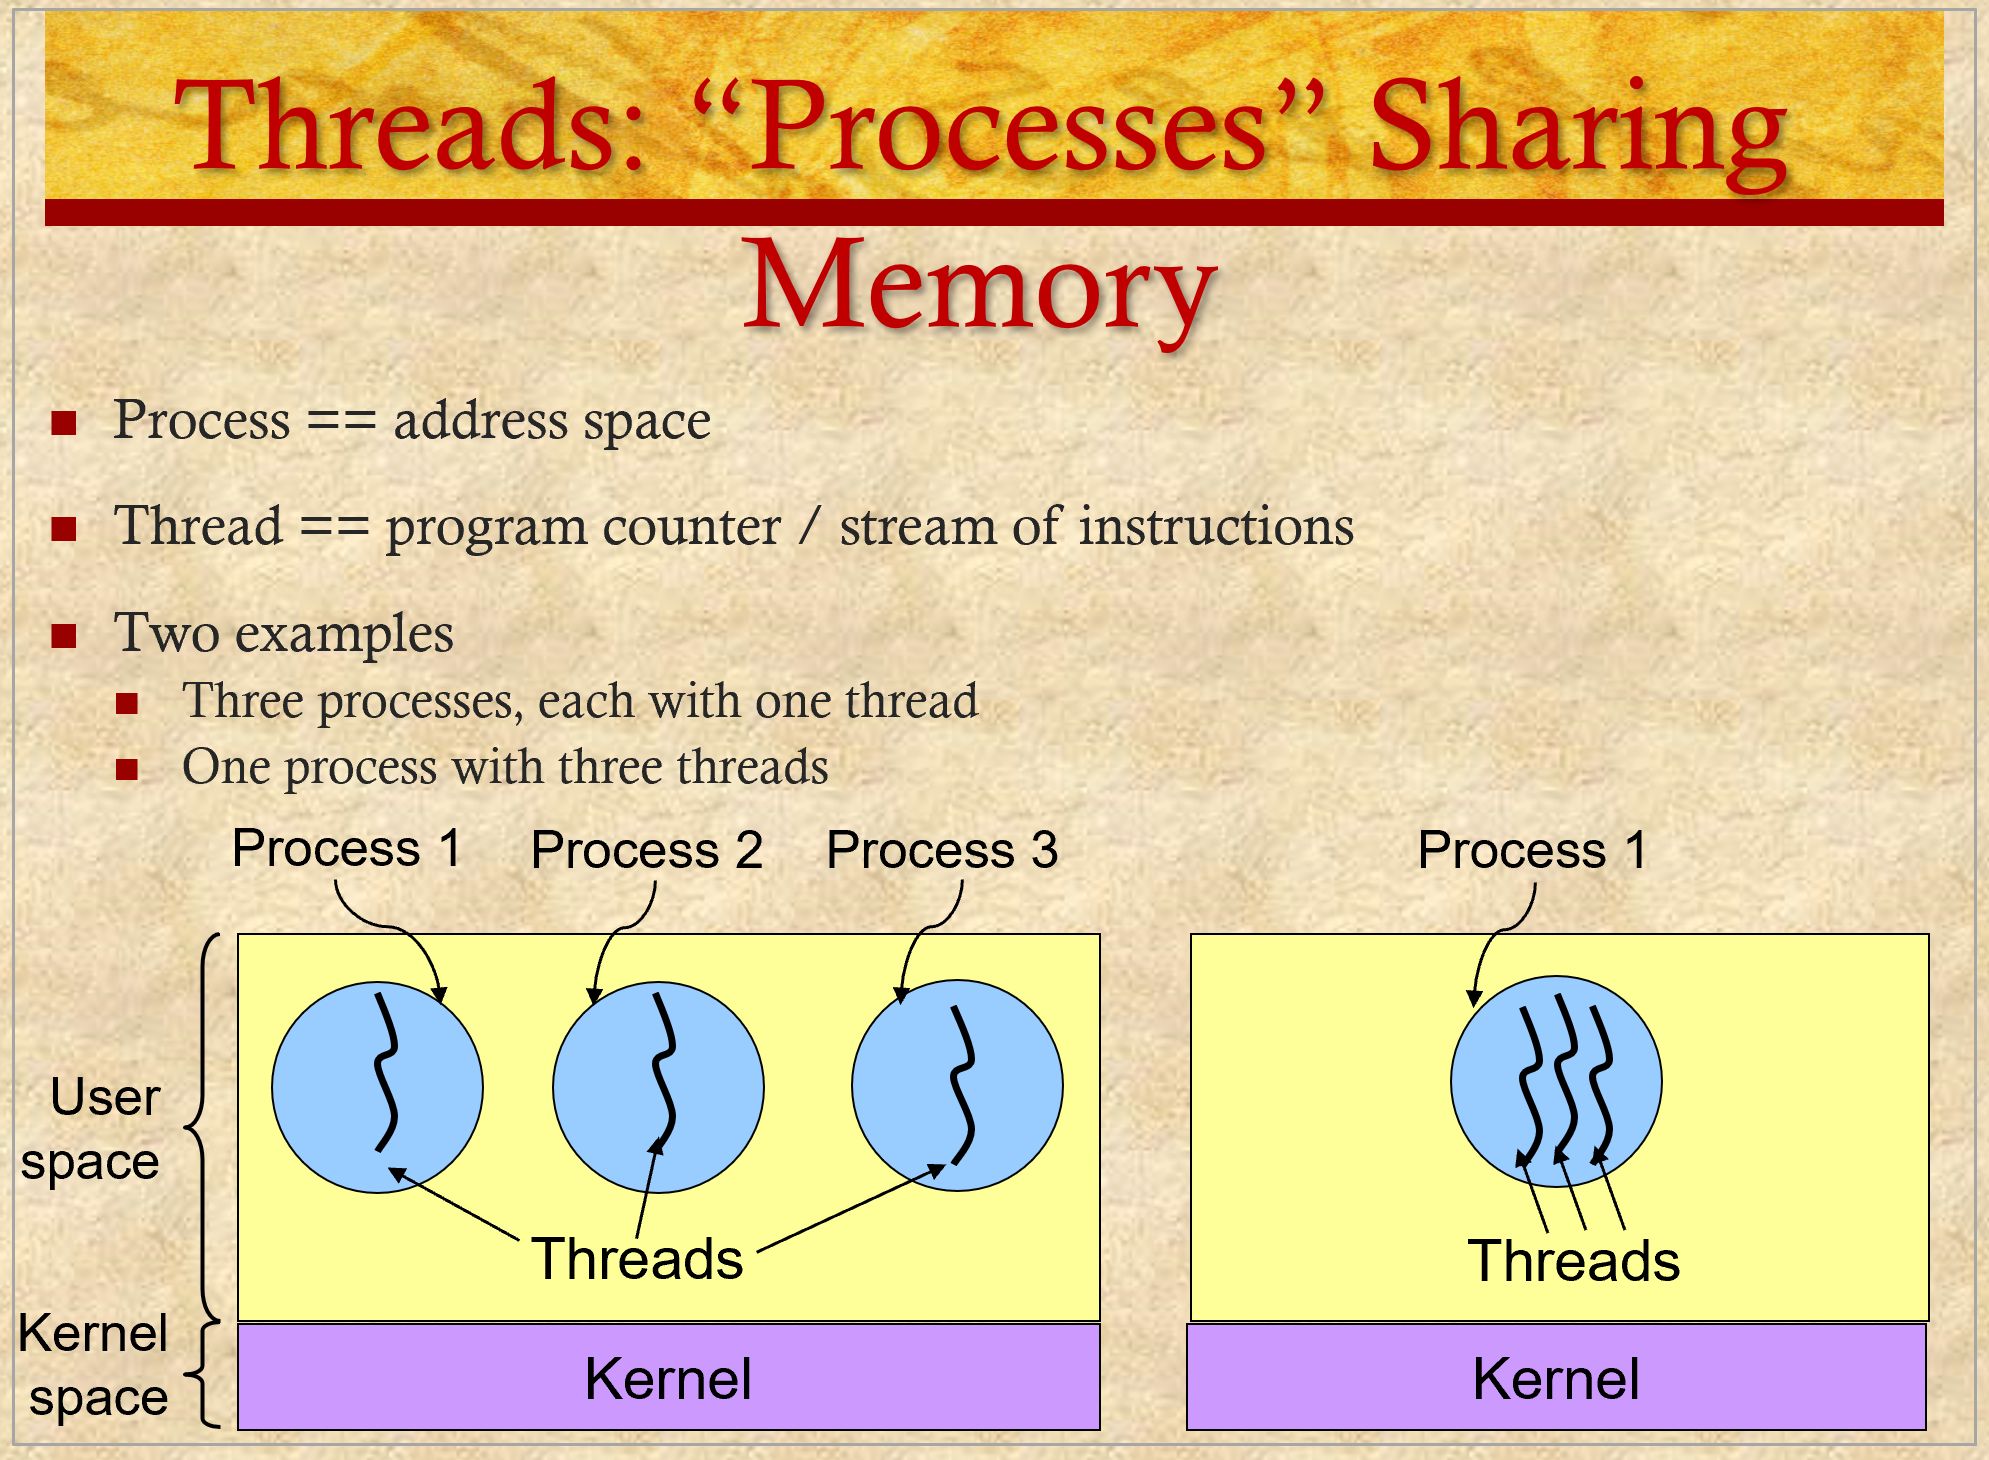 Threads: “Processes” Sharing
Memory
Process == address space
Thread == program counter / stream of instructions
Two examples
Three processes, each with one thread
One process with three threads
Process 1
Process 2
Process 3
Process 1
User
space
Threads
Threads
Kernel
space
Kernel
Kernel